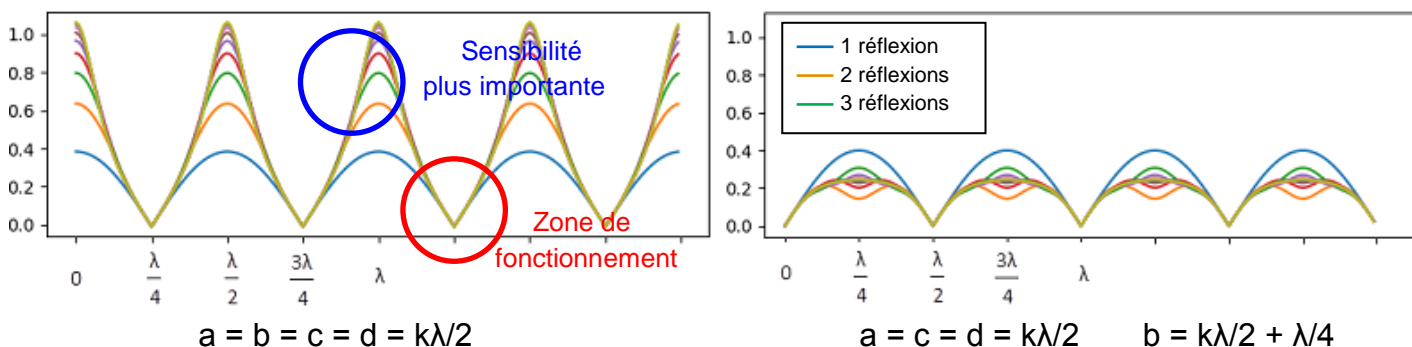 1.0
0.8
0.6
0.4
0.2
0.0
Sensibilité
plus importante
Zone de
fonctionnement
0
λ/4
λ/2
3λ/4
λ
a = b = c = d = kλ/2
1.0
0.8
0.6
0.4
0.2
0.0
1 réflexion
2 réflexions
3 réflexions
0
λ/4
λ/2
3λ/4
λ
a = c = d = kλ/2 b = kλ/2 + λ/4